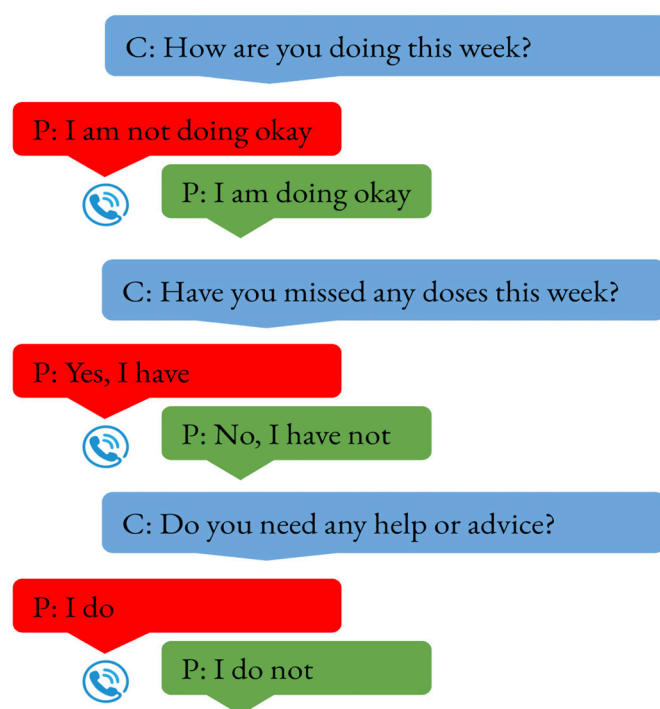 C: How are you doing this week?
P: I am not doing okay
P: I am doing okay
C: Have you missed any doses this week?
P: Yes, I have
P: No, I have not
C: Do you need any help or advice?
P: I do
P: I do not